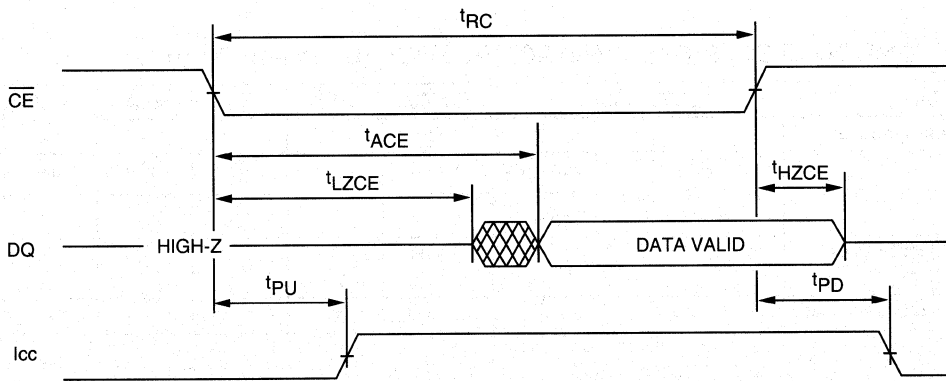 tRC
CE
tACE
tLZCE
tHZCE
DQ
HIGH-Z
DATA VALID
tPU
tPD
Icc